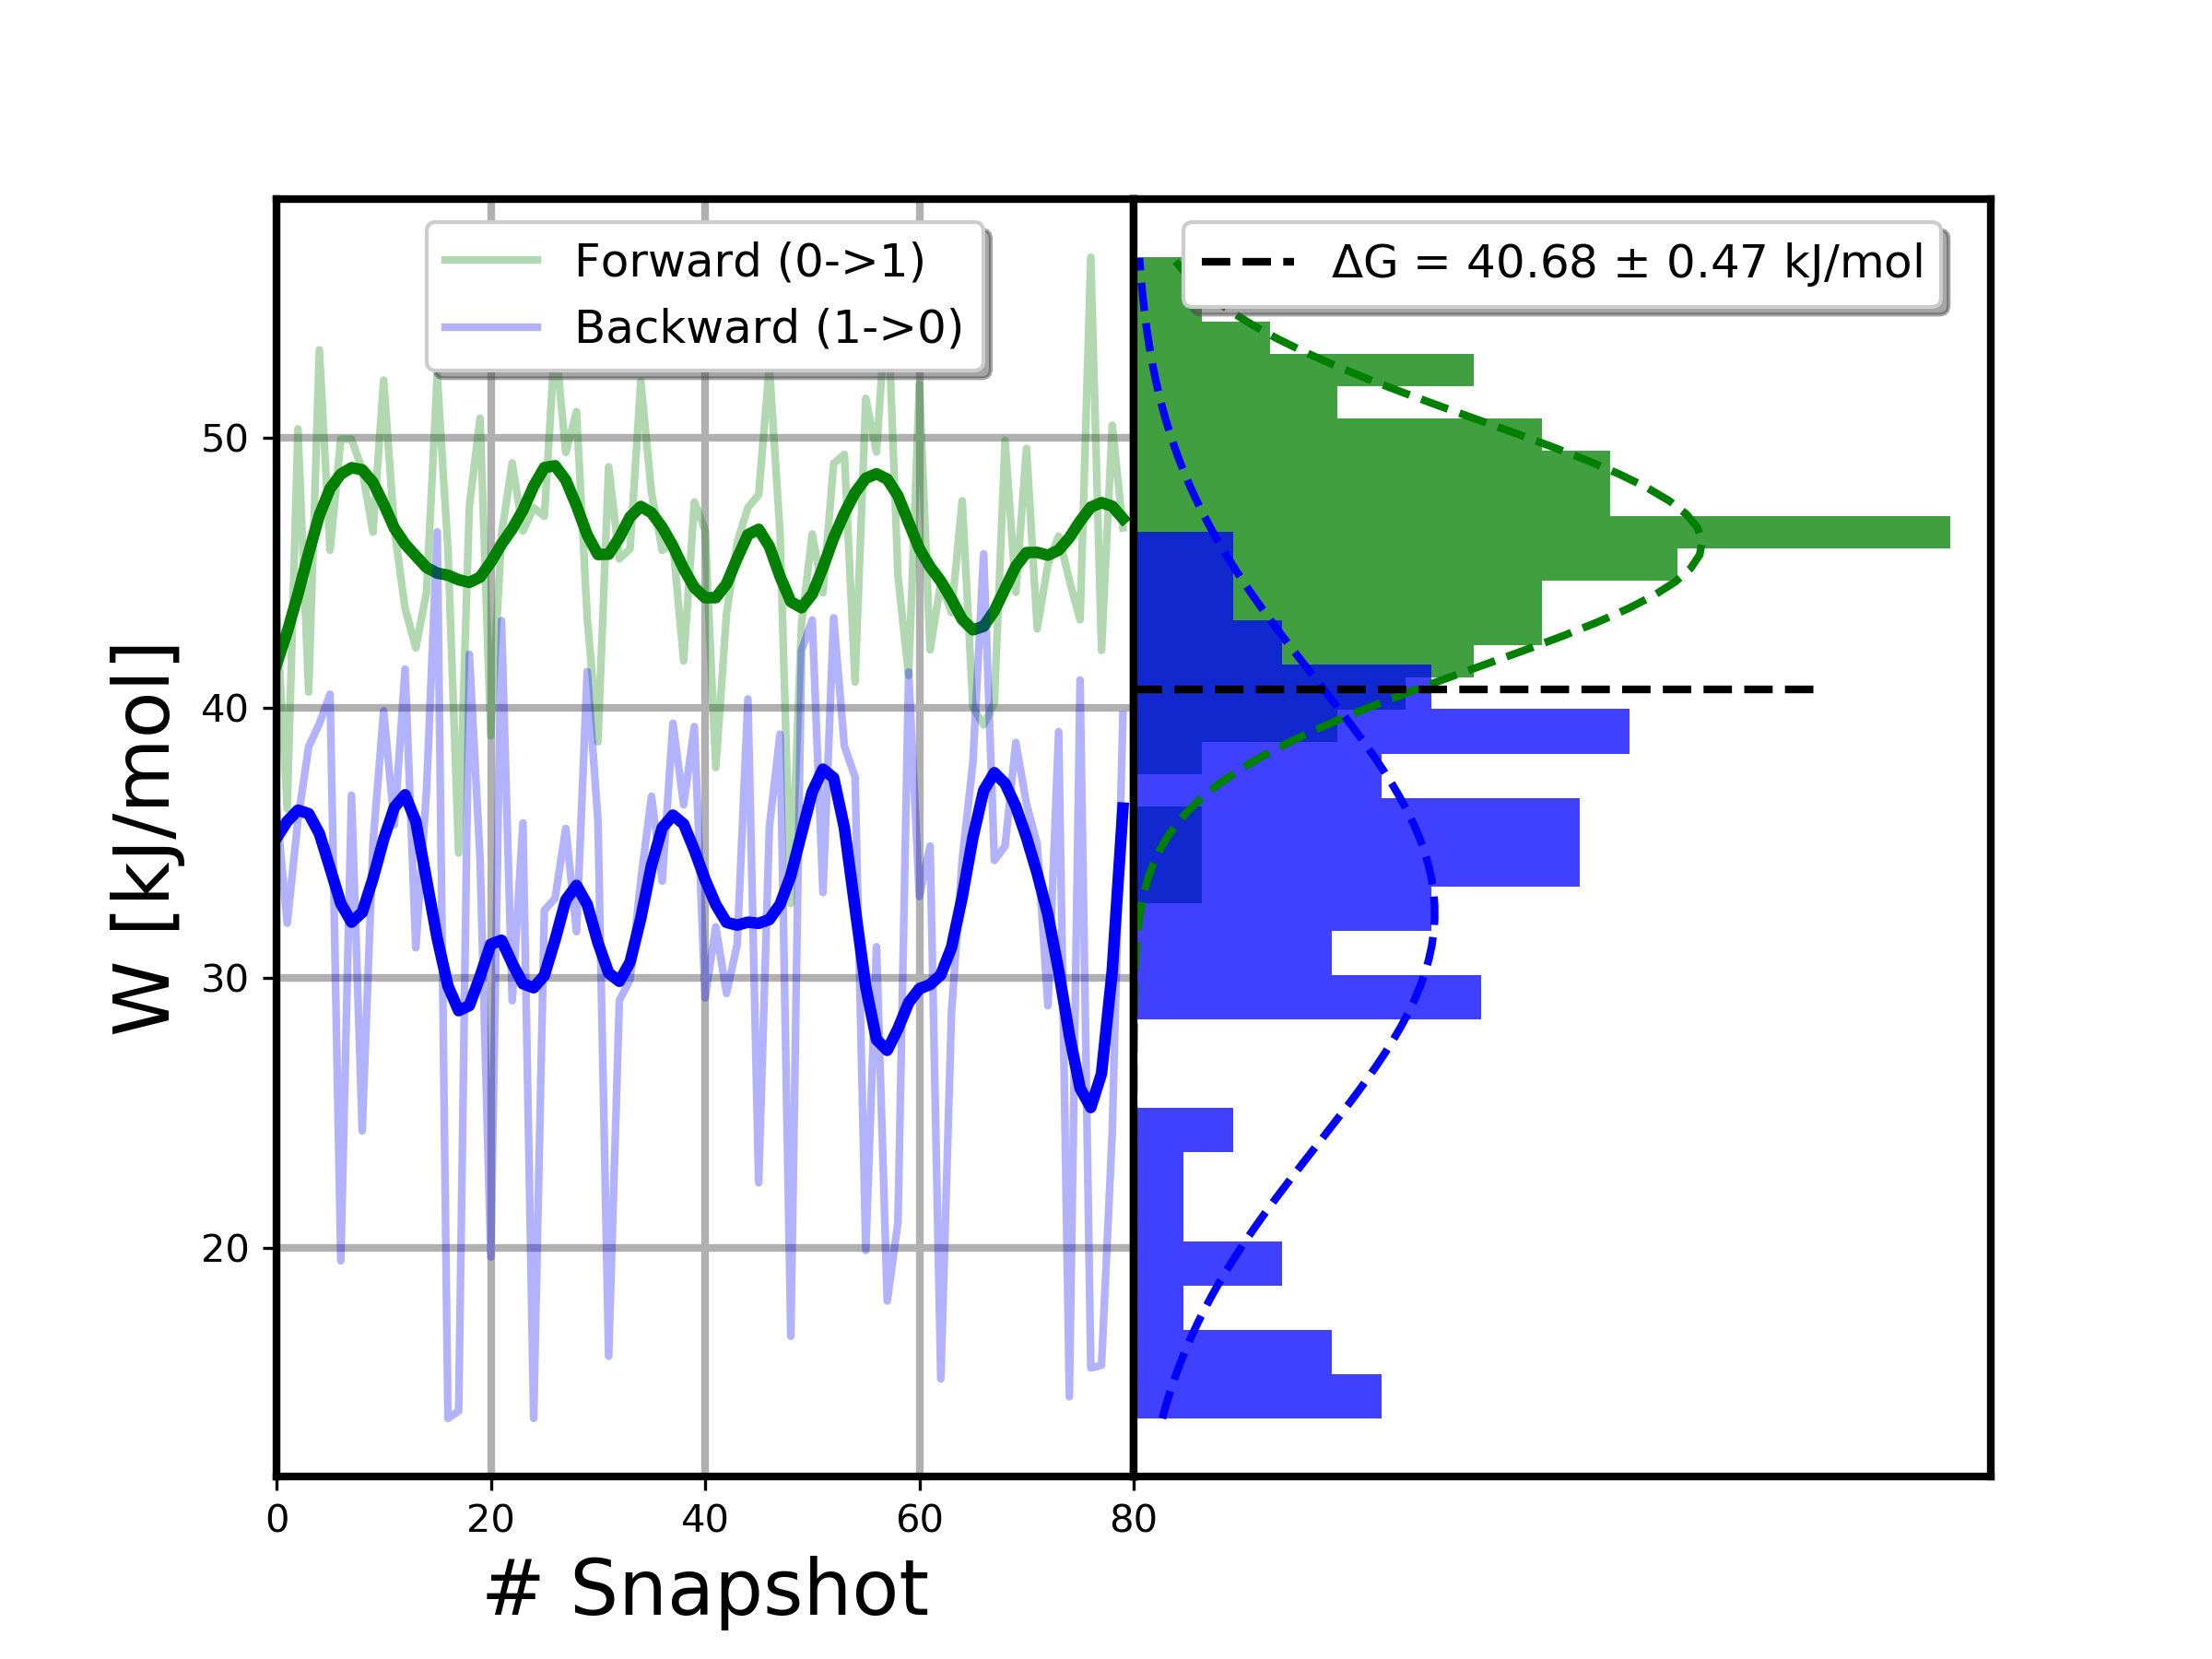 Forward (0->1)
Backward (1->0)
ΔG = 40.68 ± 0.47 kJ/mol
W [kJ/mol]
50
40
30
20
0 20 40 60 80
# Snapshot